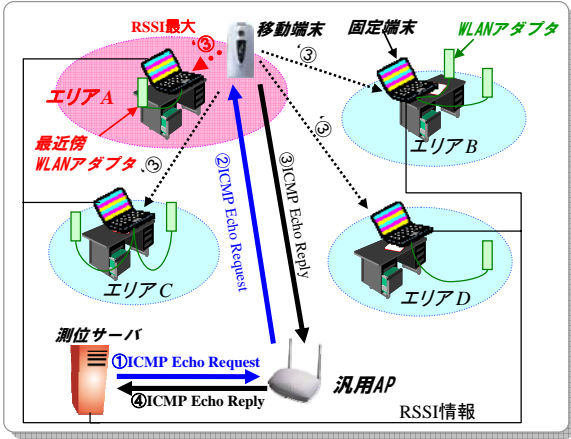 RSSI最大
③
移動端末
固定端末
WLANアダプタ
エリアA
③
③
エリアB
最近傍
WLANアダプタ
③
②ICMP Echo Request
③ICMP Echo Reply
エリアC
エリアD
測位サーバ
①ICMP Echo Request
④ICMP Echo Reply
汎用AP
RSSI情報